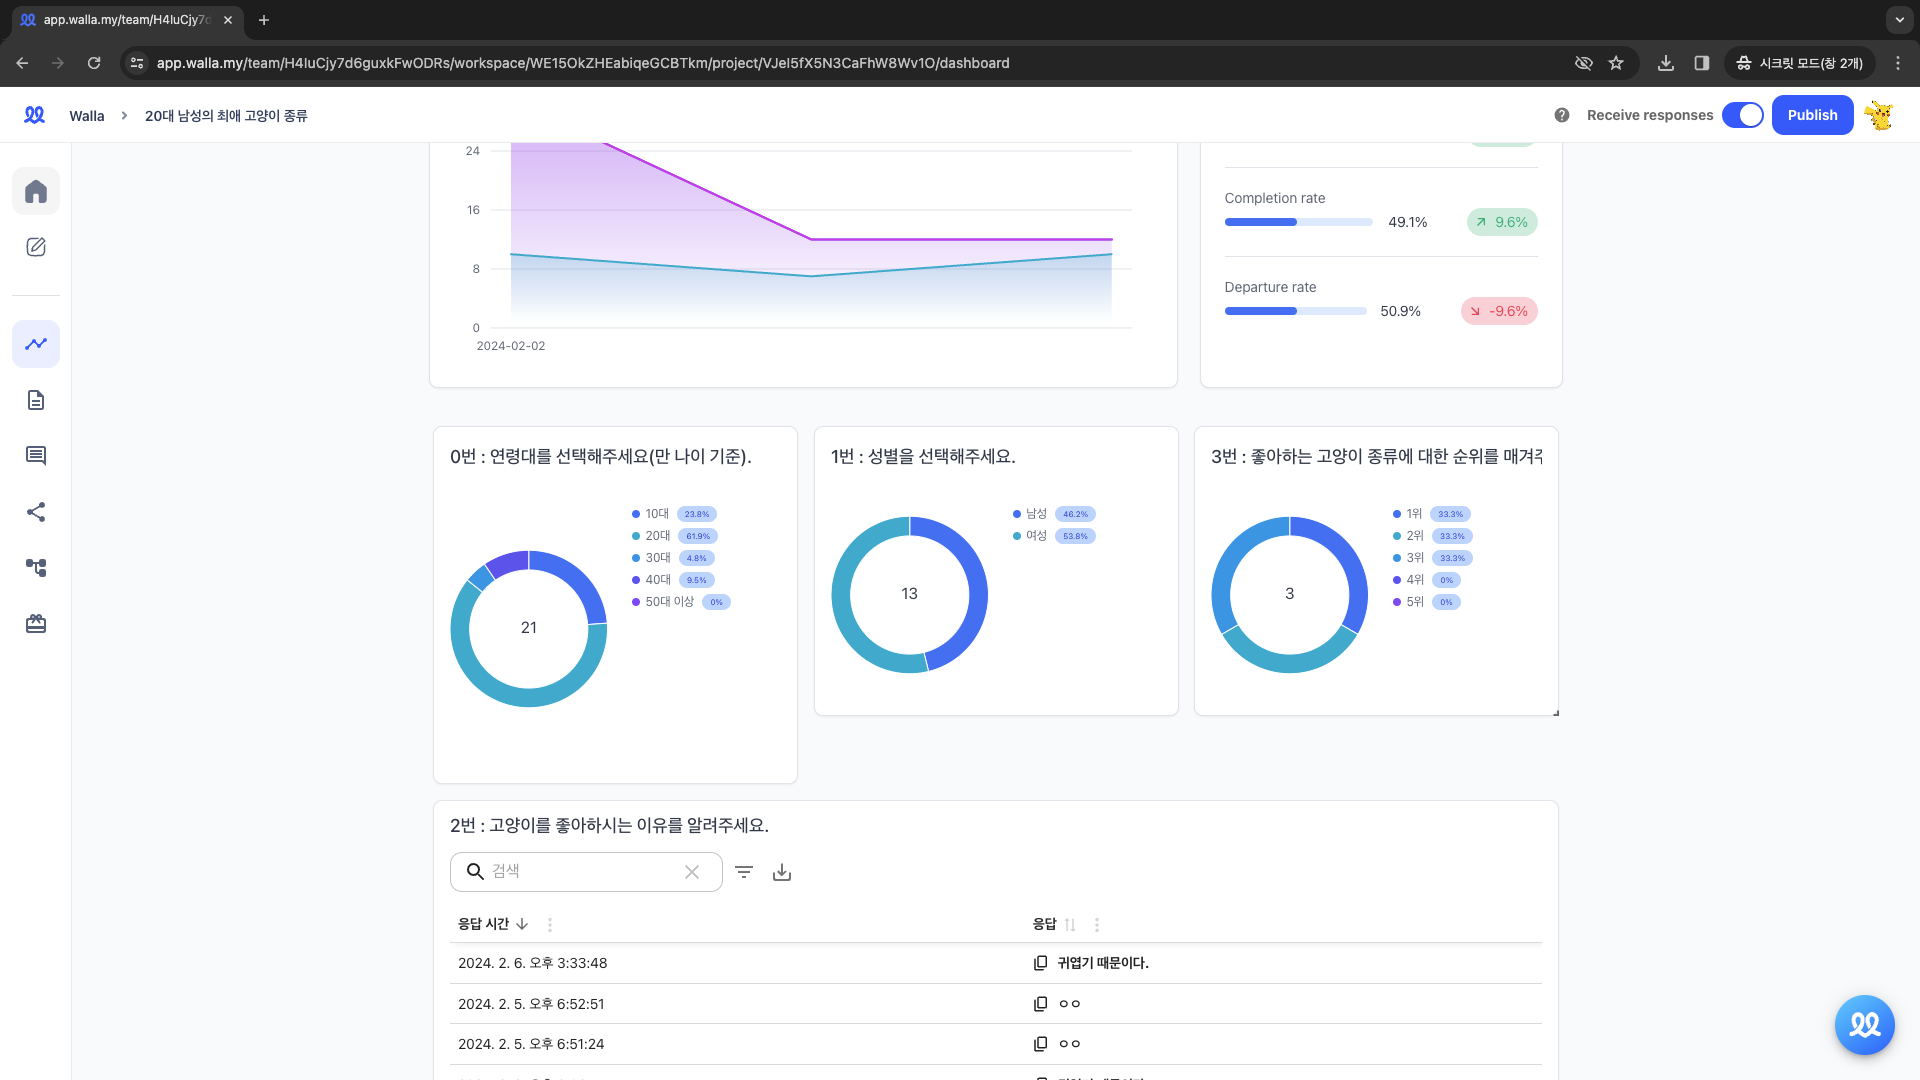 app.walla.my/team/H4luCjy7d
app.walla.my/team/H4luCjy7d6guxkFwODRs/workspace/WE15OkZHEabiqeGCBTkm/project/VJel5fX5N3CaFhW8Wv1O/dashboard
시크릿 모드(창 2개)
Walla
20대 남성의 최애 고양이 종류
Receive responses
Publish
24
16
8
0
2024-02-02
Completion rate
49.1%
9.6%
Departure rate
50.9%
-9.6%
0번 : 연령대를 선택해주세요(만 나이 기준).
10대 23.8%
20대 61.9%
30대 4.8%
40대 9.5%
50대 이상 0%
21
1번 : 성별을 선택해주세요.
남성 46.2%
여성 53.8%
13
3번 : 좋아하는 고양이 종류에 대한 순위를 매겨주
1위 33.3%
2위 33.3%
3위 33.3%
4위 0%
5위 0%
3
2번 : 고양이를 좋아하시는 이유를 알려주세요.
검색
응답 시간
응답
2024. 2. 6. 오후 3:33:48
귀엽기 때문이다.
2024. 2. 5. 오후 6:52:51
ㅇㅇ
2024. 2. 5. 오후 6:51:24
ㅇㅇ